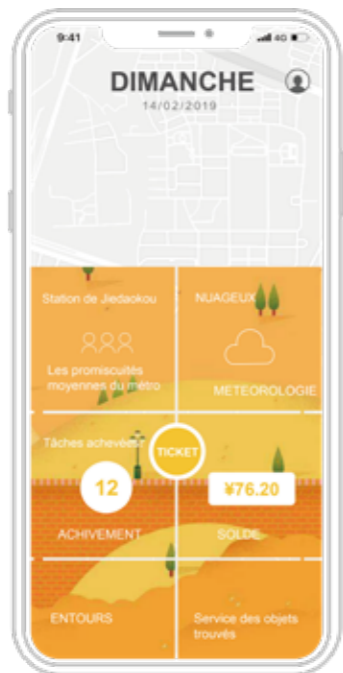 9:41
4G
DIMANCHE
14/02/2019
Station de Jiedaokou
NUAGEUX
Les promiscuités
moyennes du métro
METEOROLOGIE
Tâches achevées
TICKET
12
¥76.20
ACHIVEMENT
SOLDE
ENTOURS
Service des objets
trouvés